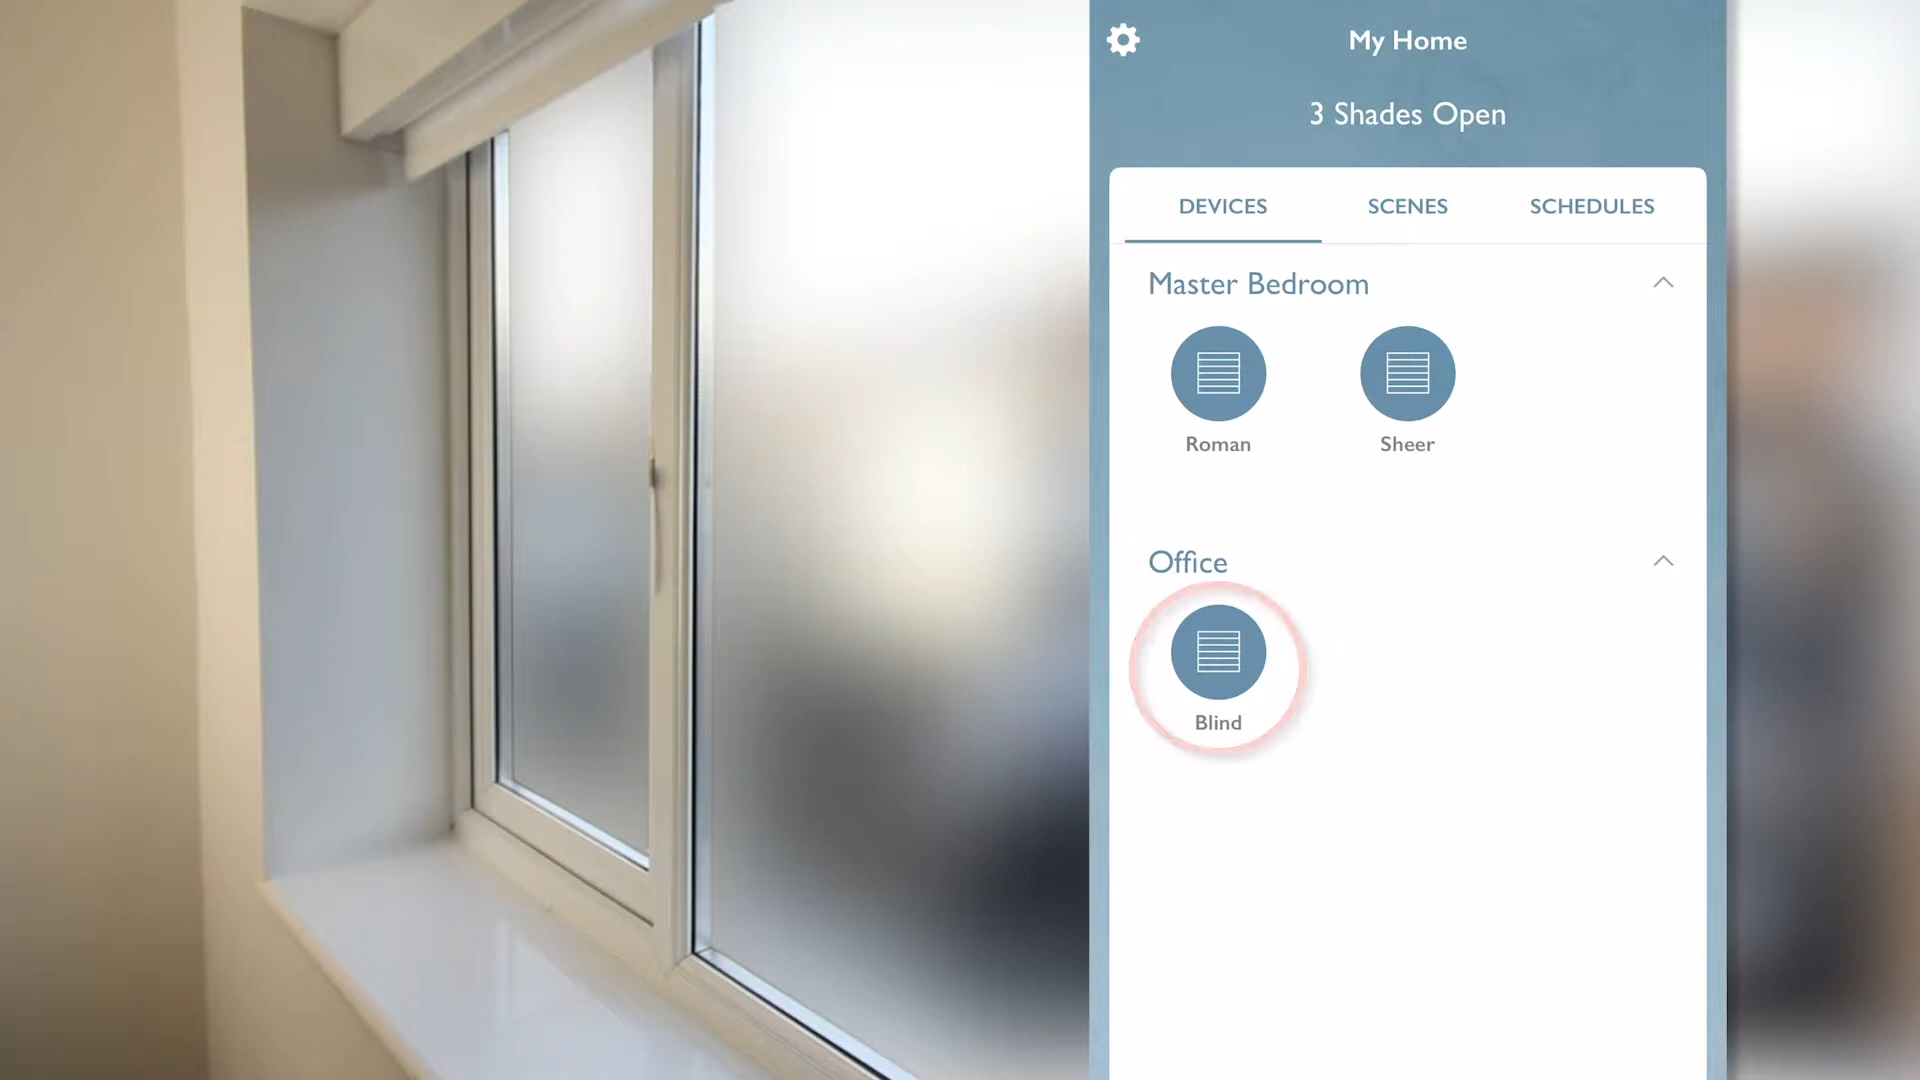 My Home
3 Shades Open
DEVICES SCENES SCHEDULES
Master Bedroom
Roman Sheer
Office
Blind